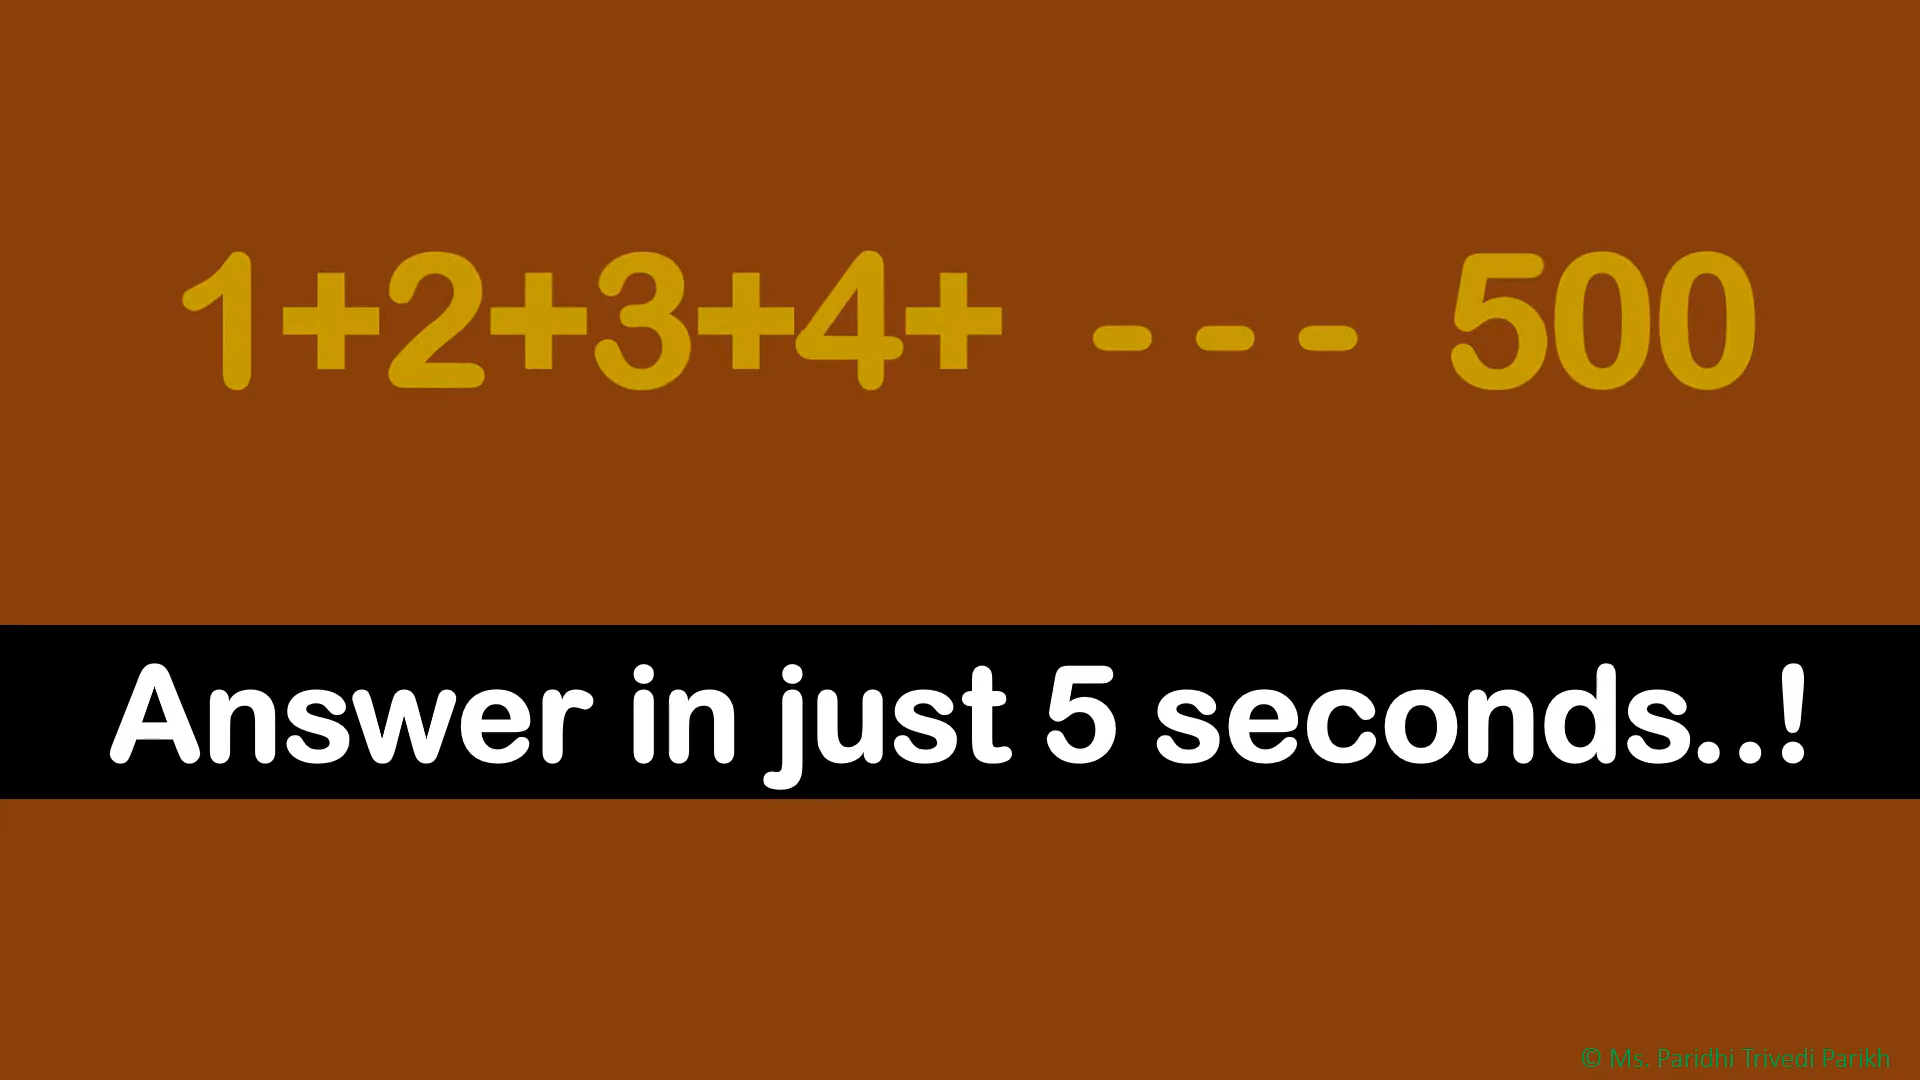 1+2+3+4+ - - - 500
Answer in just 5 seconds..!
© Ms. Paridhi Trivedi Parikh